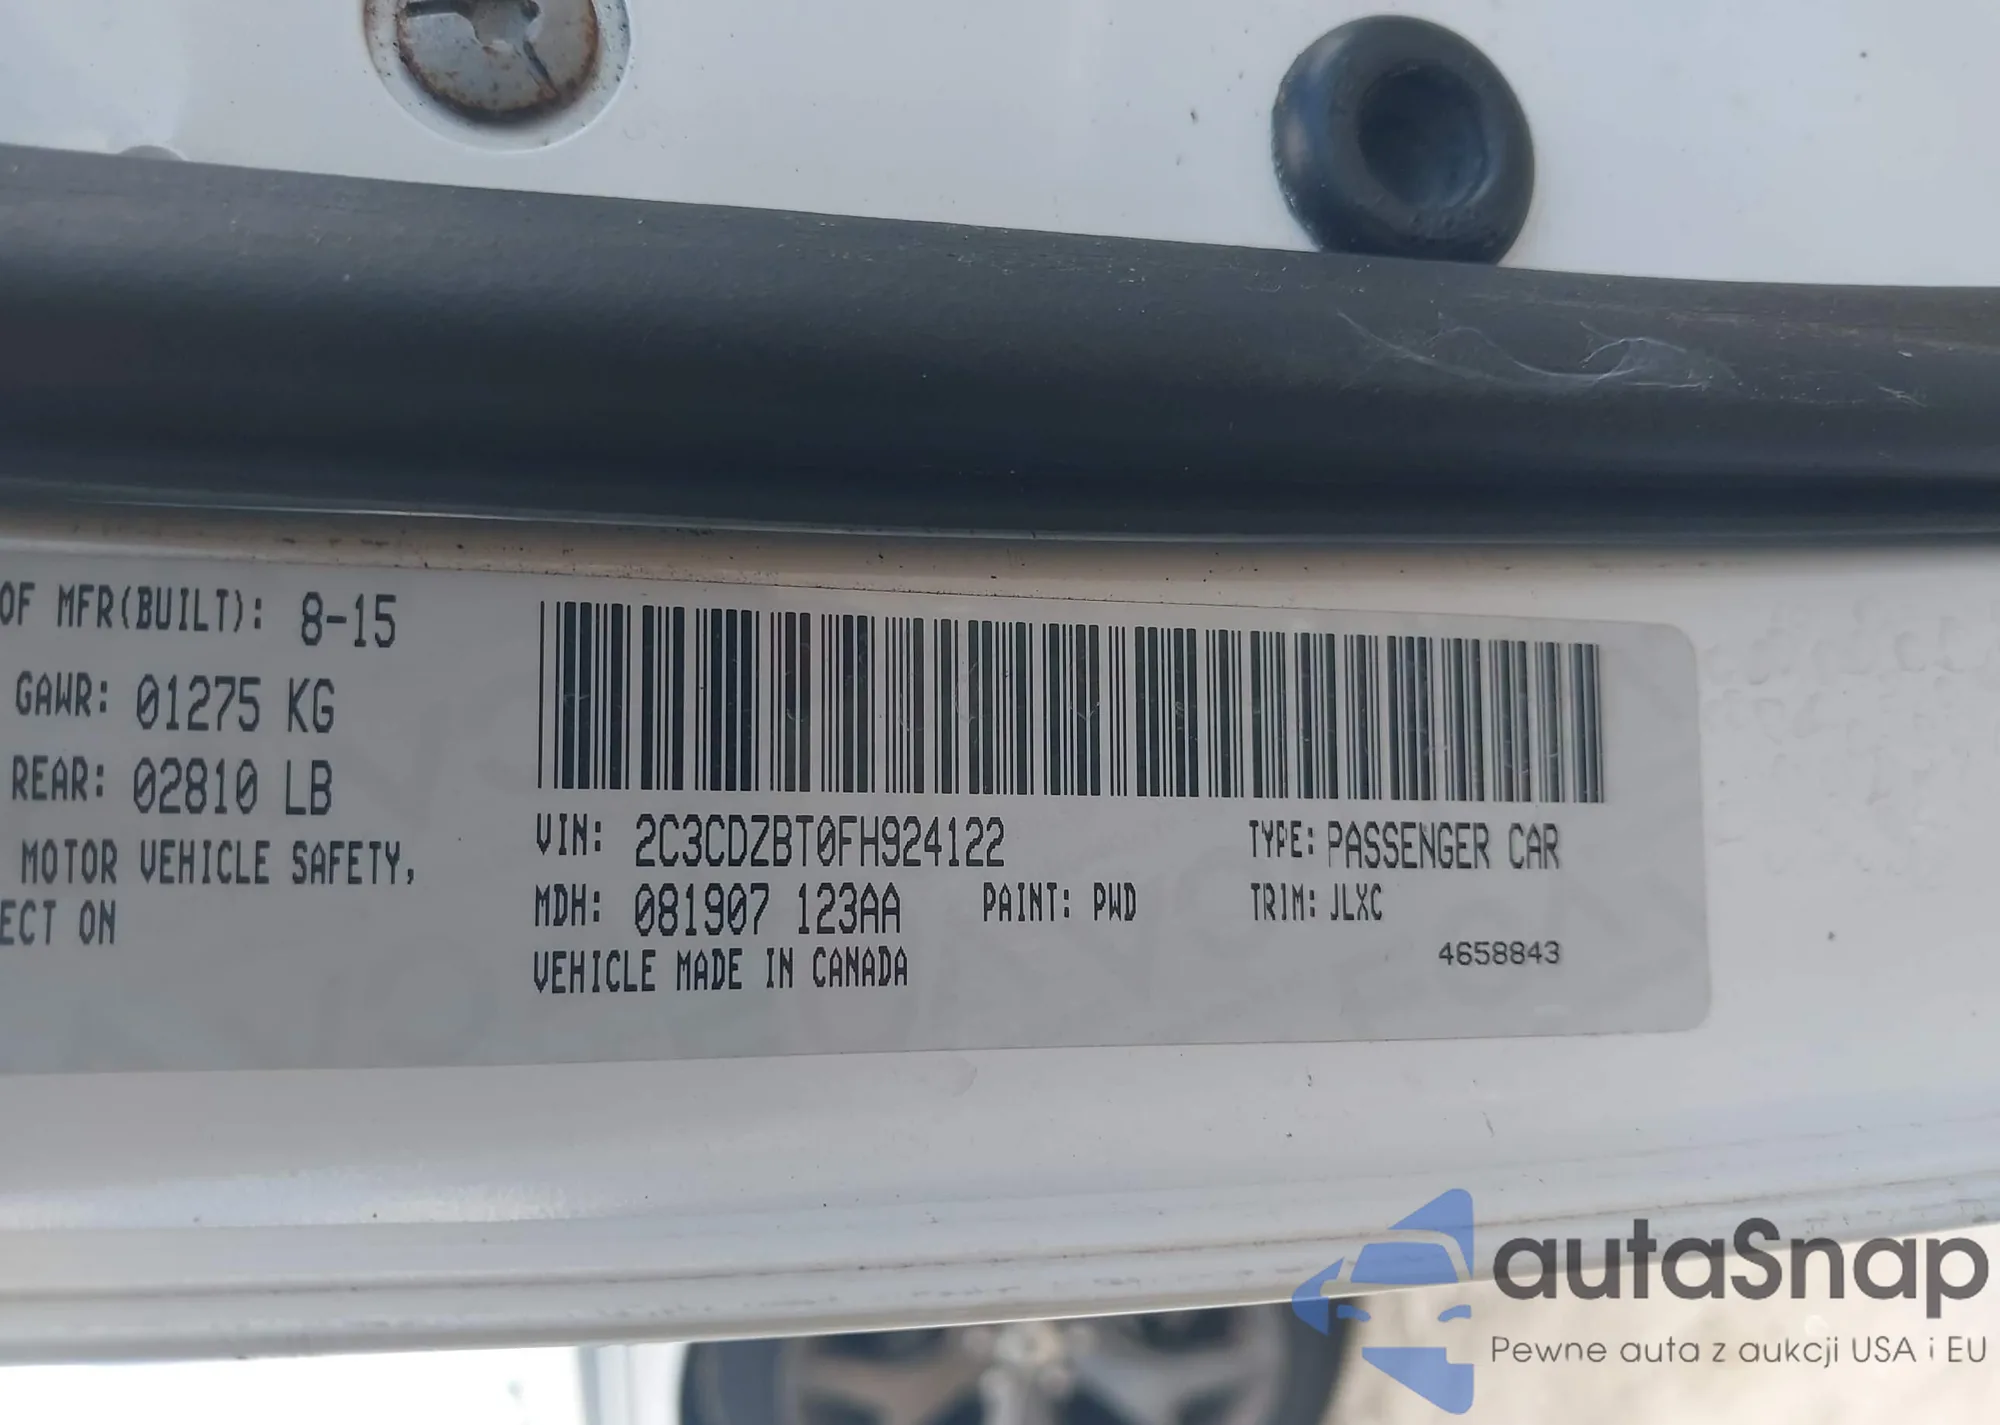 OF MFR(BUILT): 8-15
GAWR: 01275 KG
REAR: 02810 LB
MOTOR VEHICLE SAFETY,
ECT ON
VIN: 2C3CDZBT0FH924122
TYPE: PASSENGER CAR
MDH: 081907 123AA
PAINT: PWD
TRIM: JLXC
VEHICLE MADE IN CANADA
4658843
autaSnap
Pewne auta z aukcji USA i EU